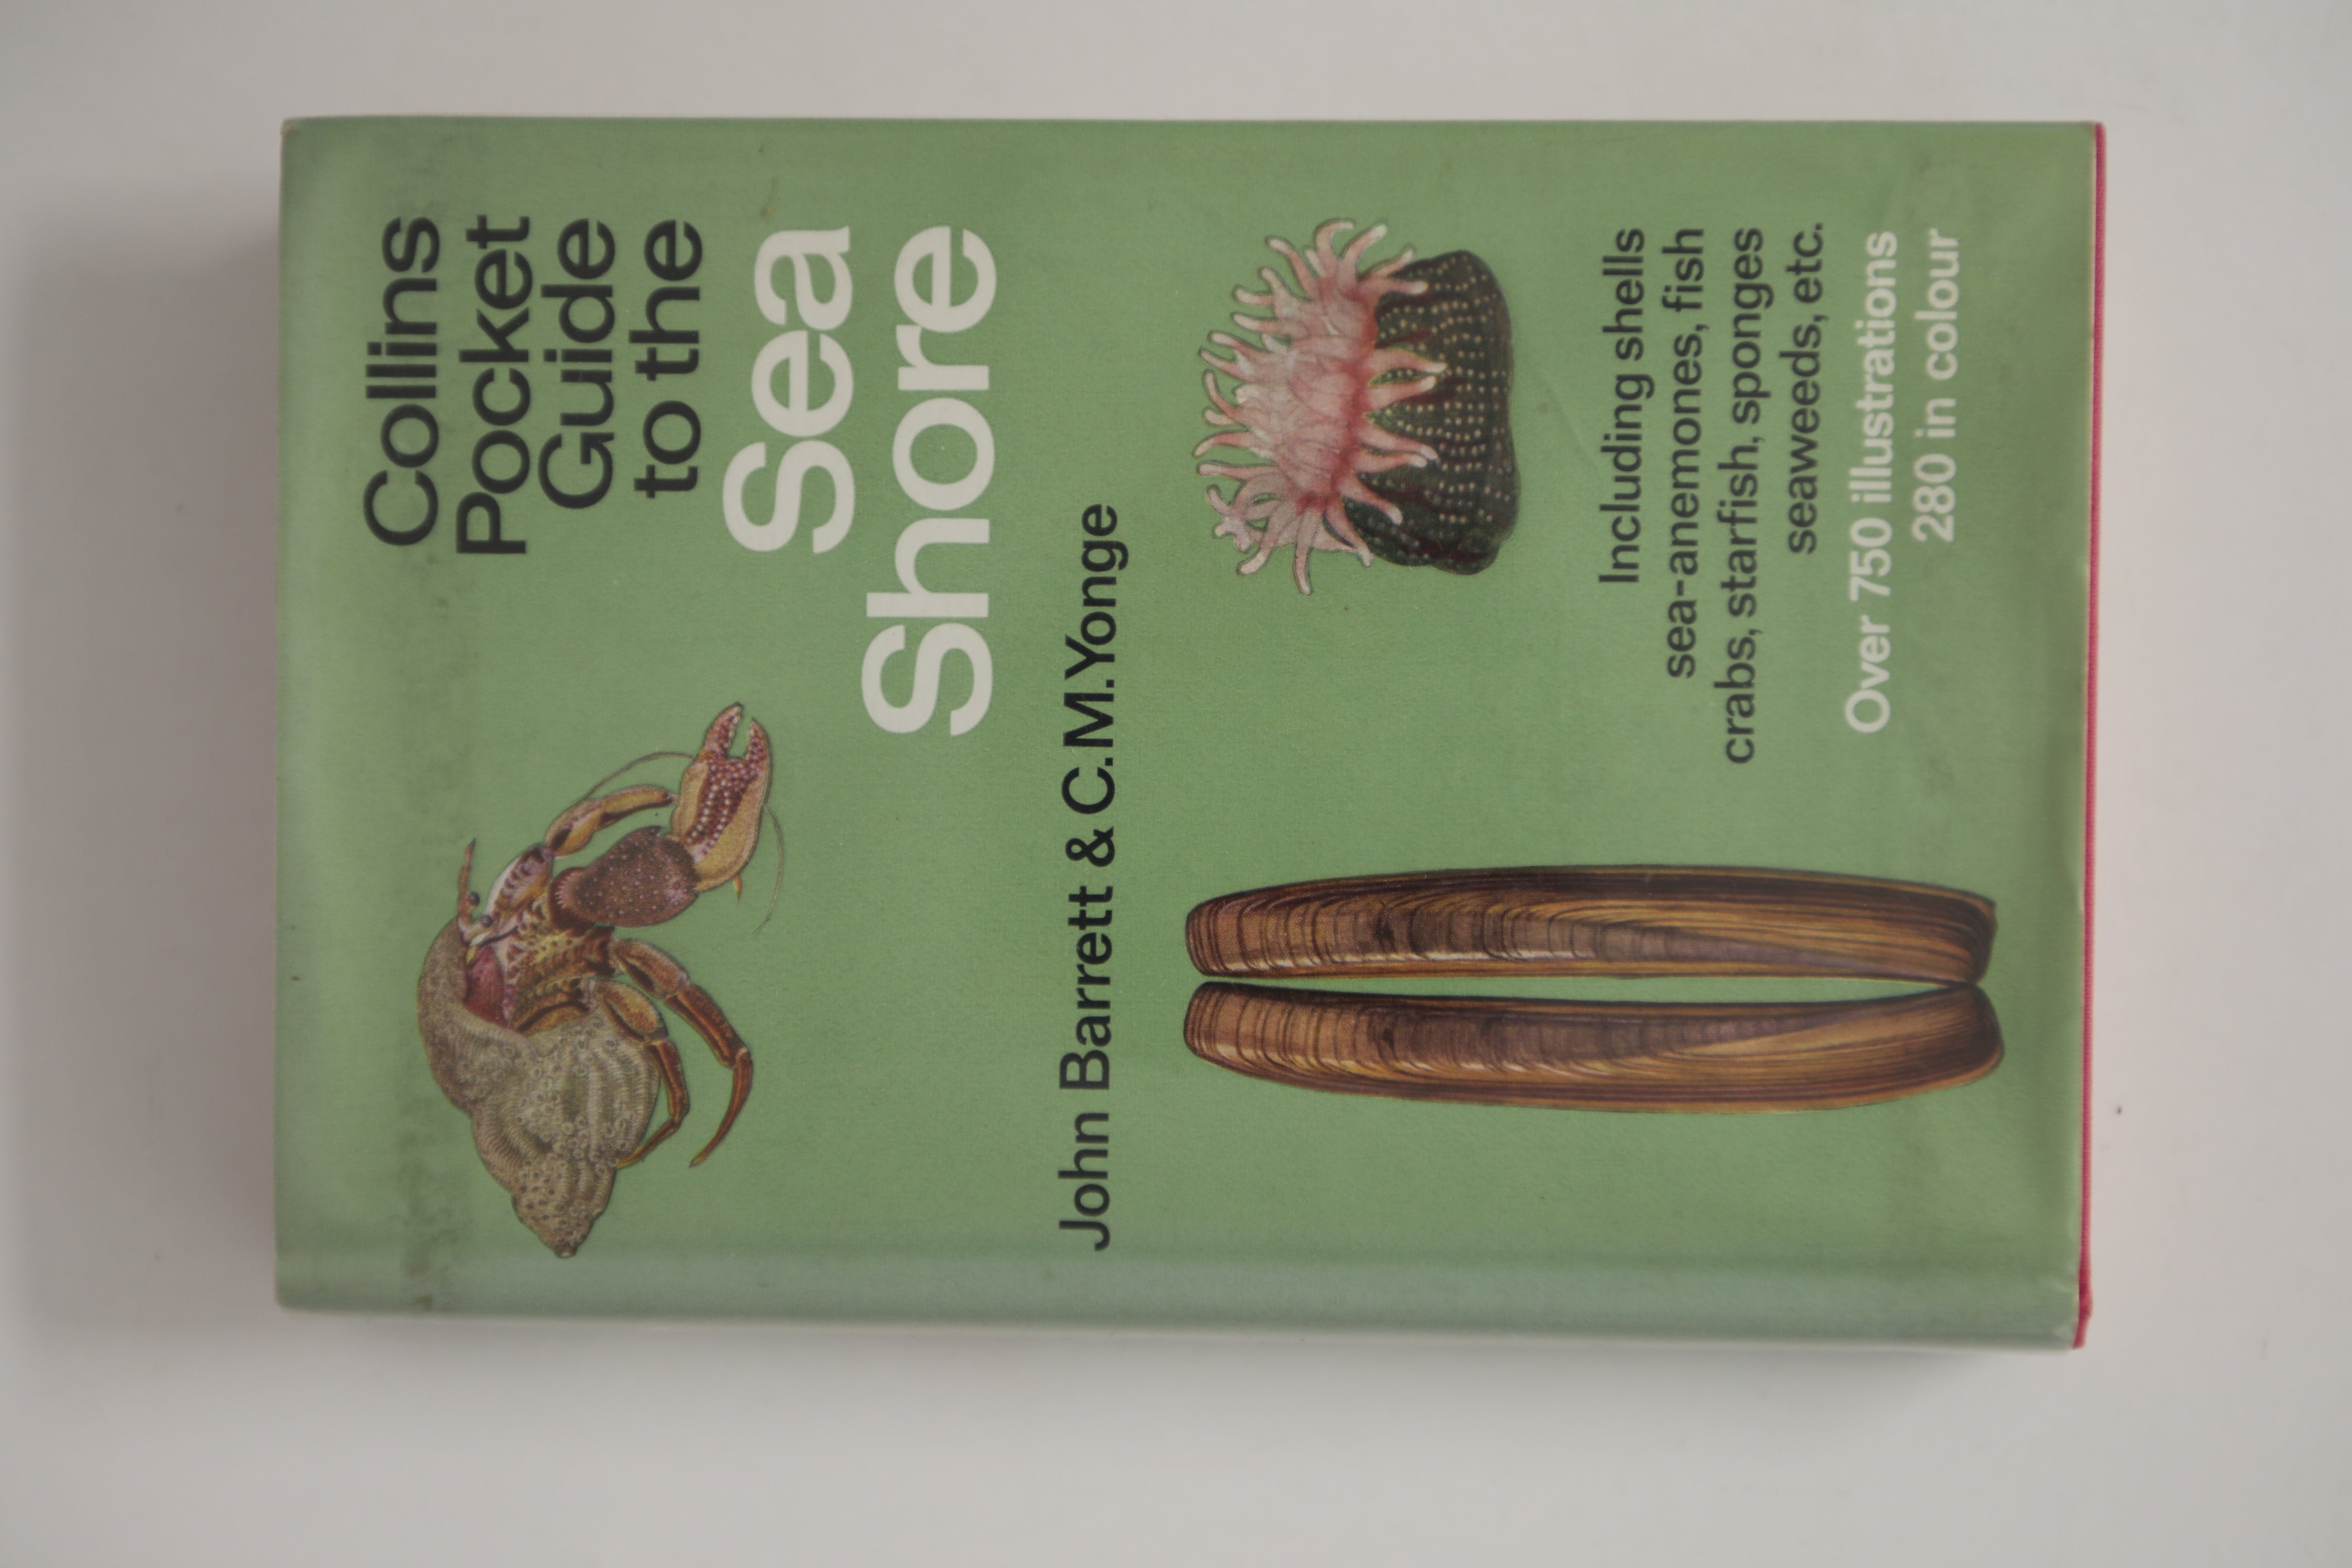 Collins
Pocket
Guide
to the
Sea
Shore
John Barrett & C.M.Yonge
Including shells
sea-anemones, fish
crabs, starfish, sponges
seaweeds, etc.
Over 750 illustrations
280 in colour